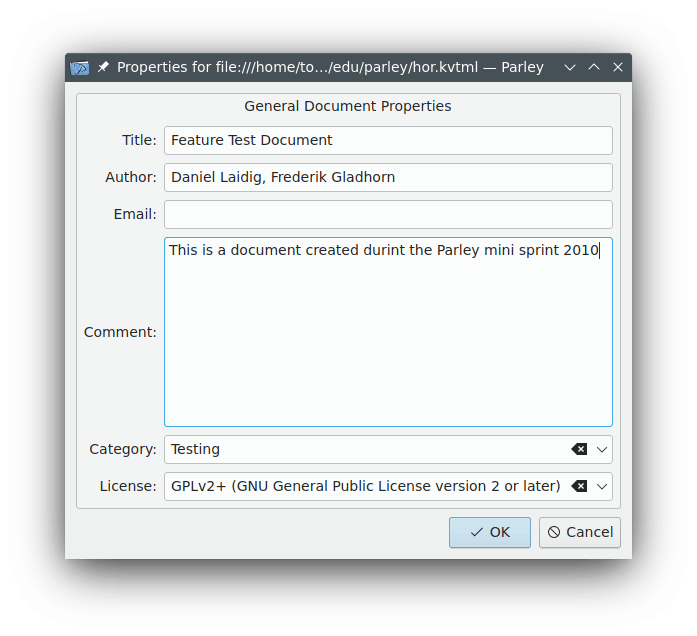 Properties for file:///home/to.../edu/parley/hor.kvtml — Parley
General Document Properties
Title: Feature Test Document
Author: Daniel Laidig, Frederik Gladhorn
Email:
This is a document created durint the Parley mini sprint 2010
Comment:
Category: Testing
License: GPLv2+ (GNU General Public License version 2 or later)
OK Cancel